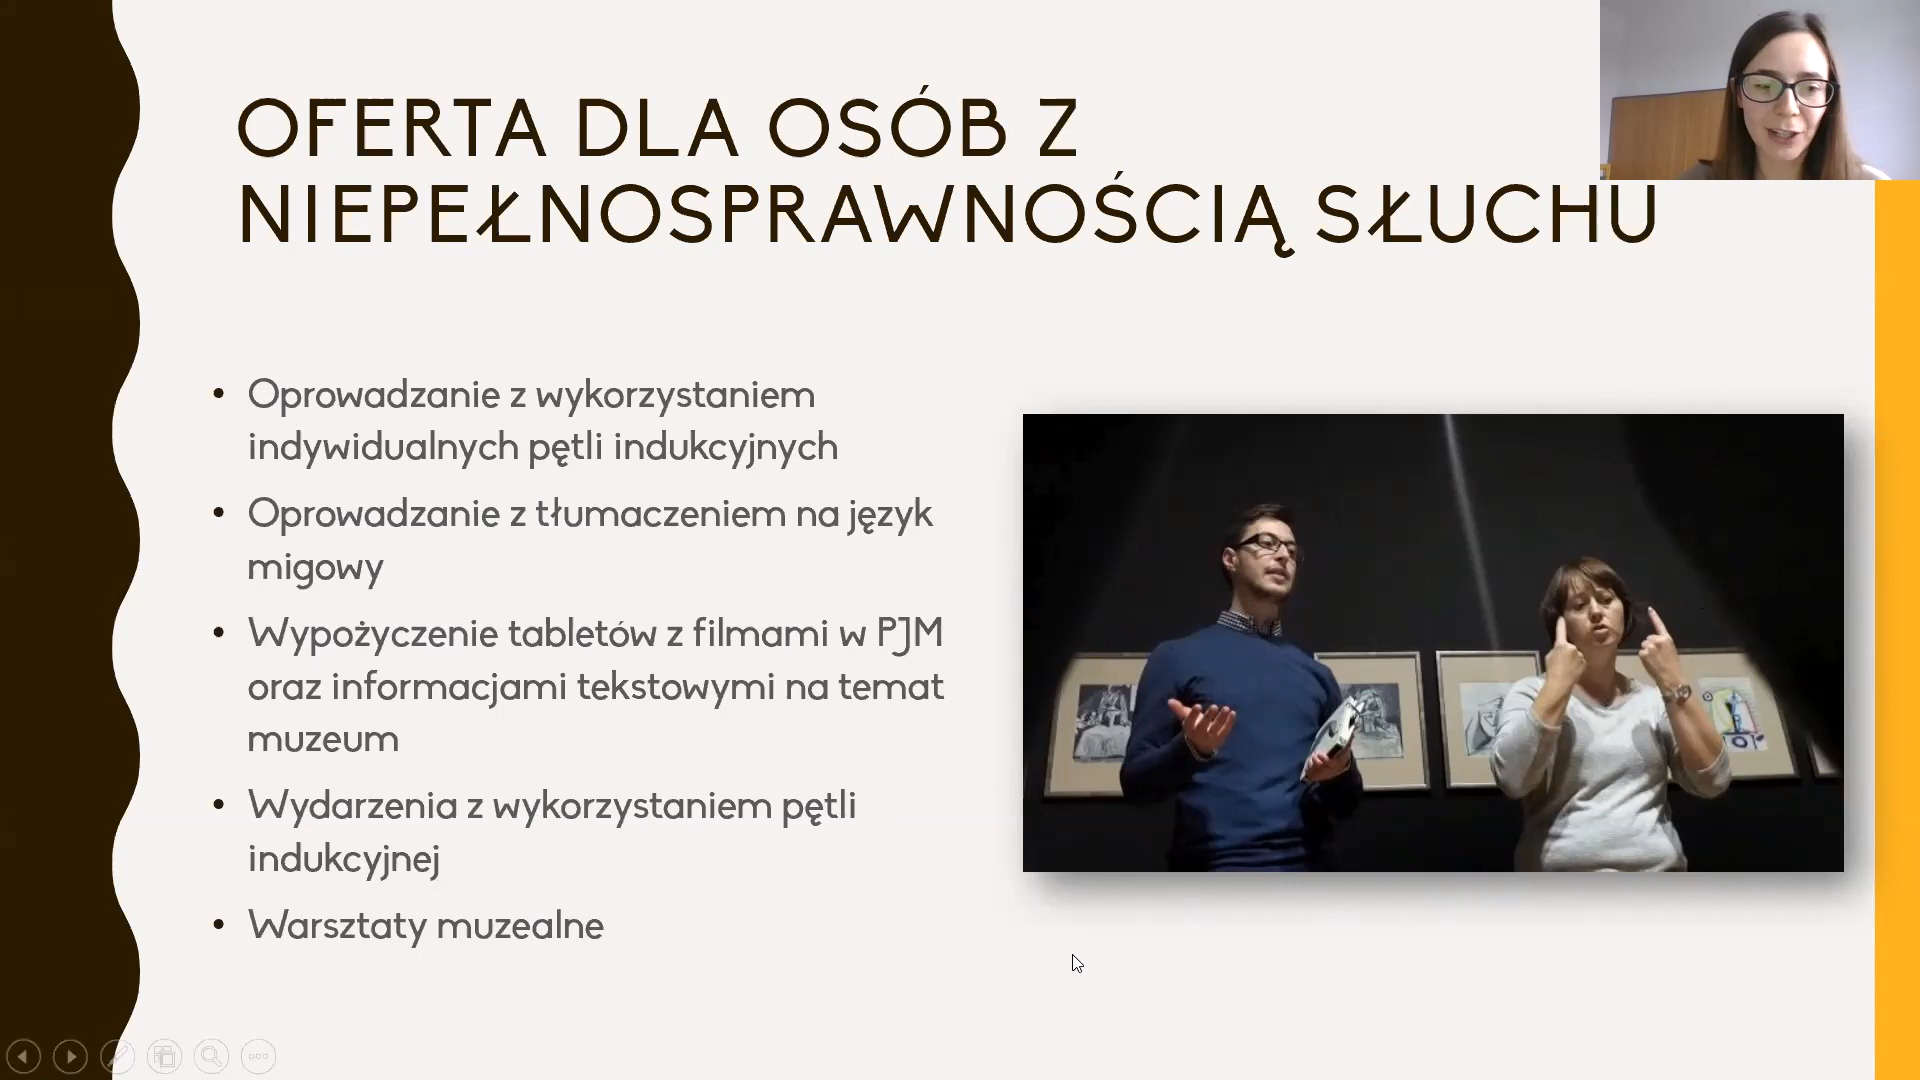 OFERTA DLA OSÓB Z
NIEPEŁNOSPRAWNOŚCIĄ SŁUCHU
• Oprowadzanie z wykorzystaniem
indywidualnych pętli indukcyjnych
• Oprowadzanie z tłumaczeniem na język
migowy
• Wypożyczenie tabletów z filmami w PJM
oraz informacjami tekstowymi na temat
muzeum
• Wydarzenia z wykorzystaniem pętli
indukcyjnej
• Warsztaty muzealne